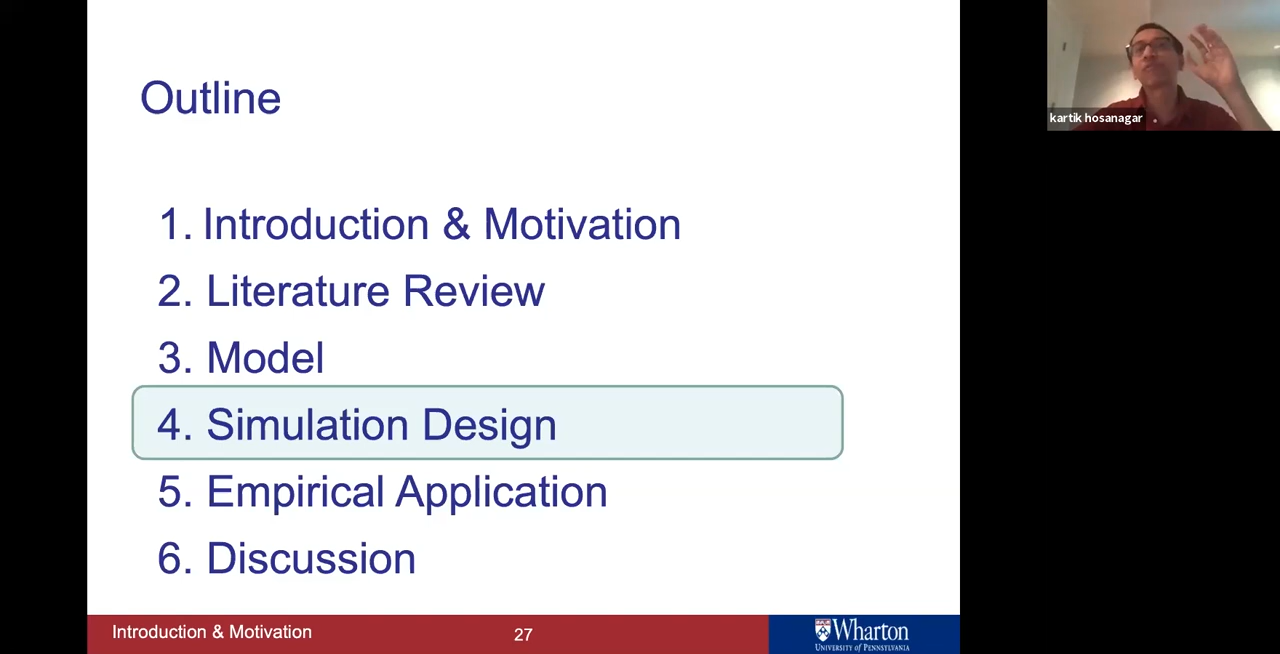 Outline
1. Introduction & Motivation
2. Literature Review
3. Model
4. Simulation Design
5. Empirical Application
6. Discussion
Introduction & Motivation
27
Wharton
UNIVERSITY OF PENNSYLVANIA
kartik hosanagar